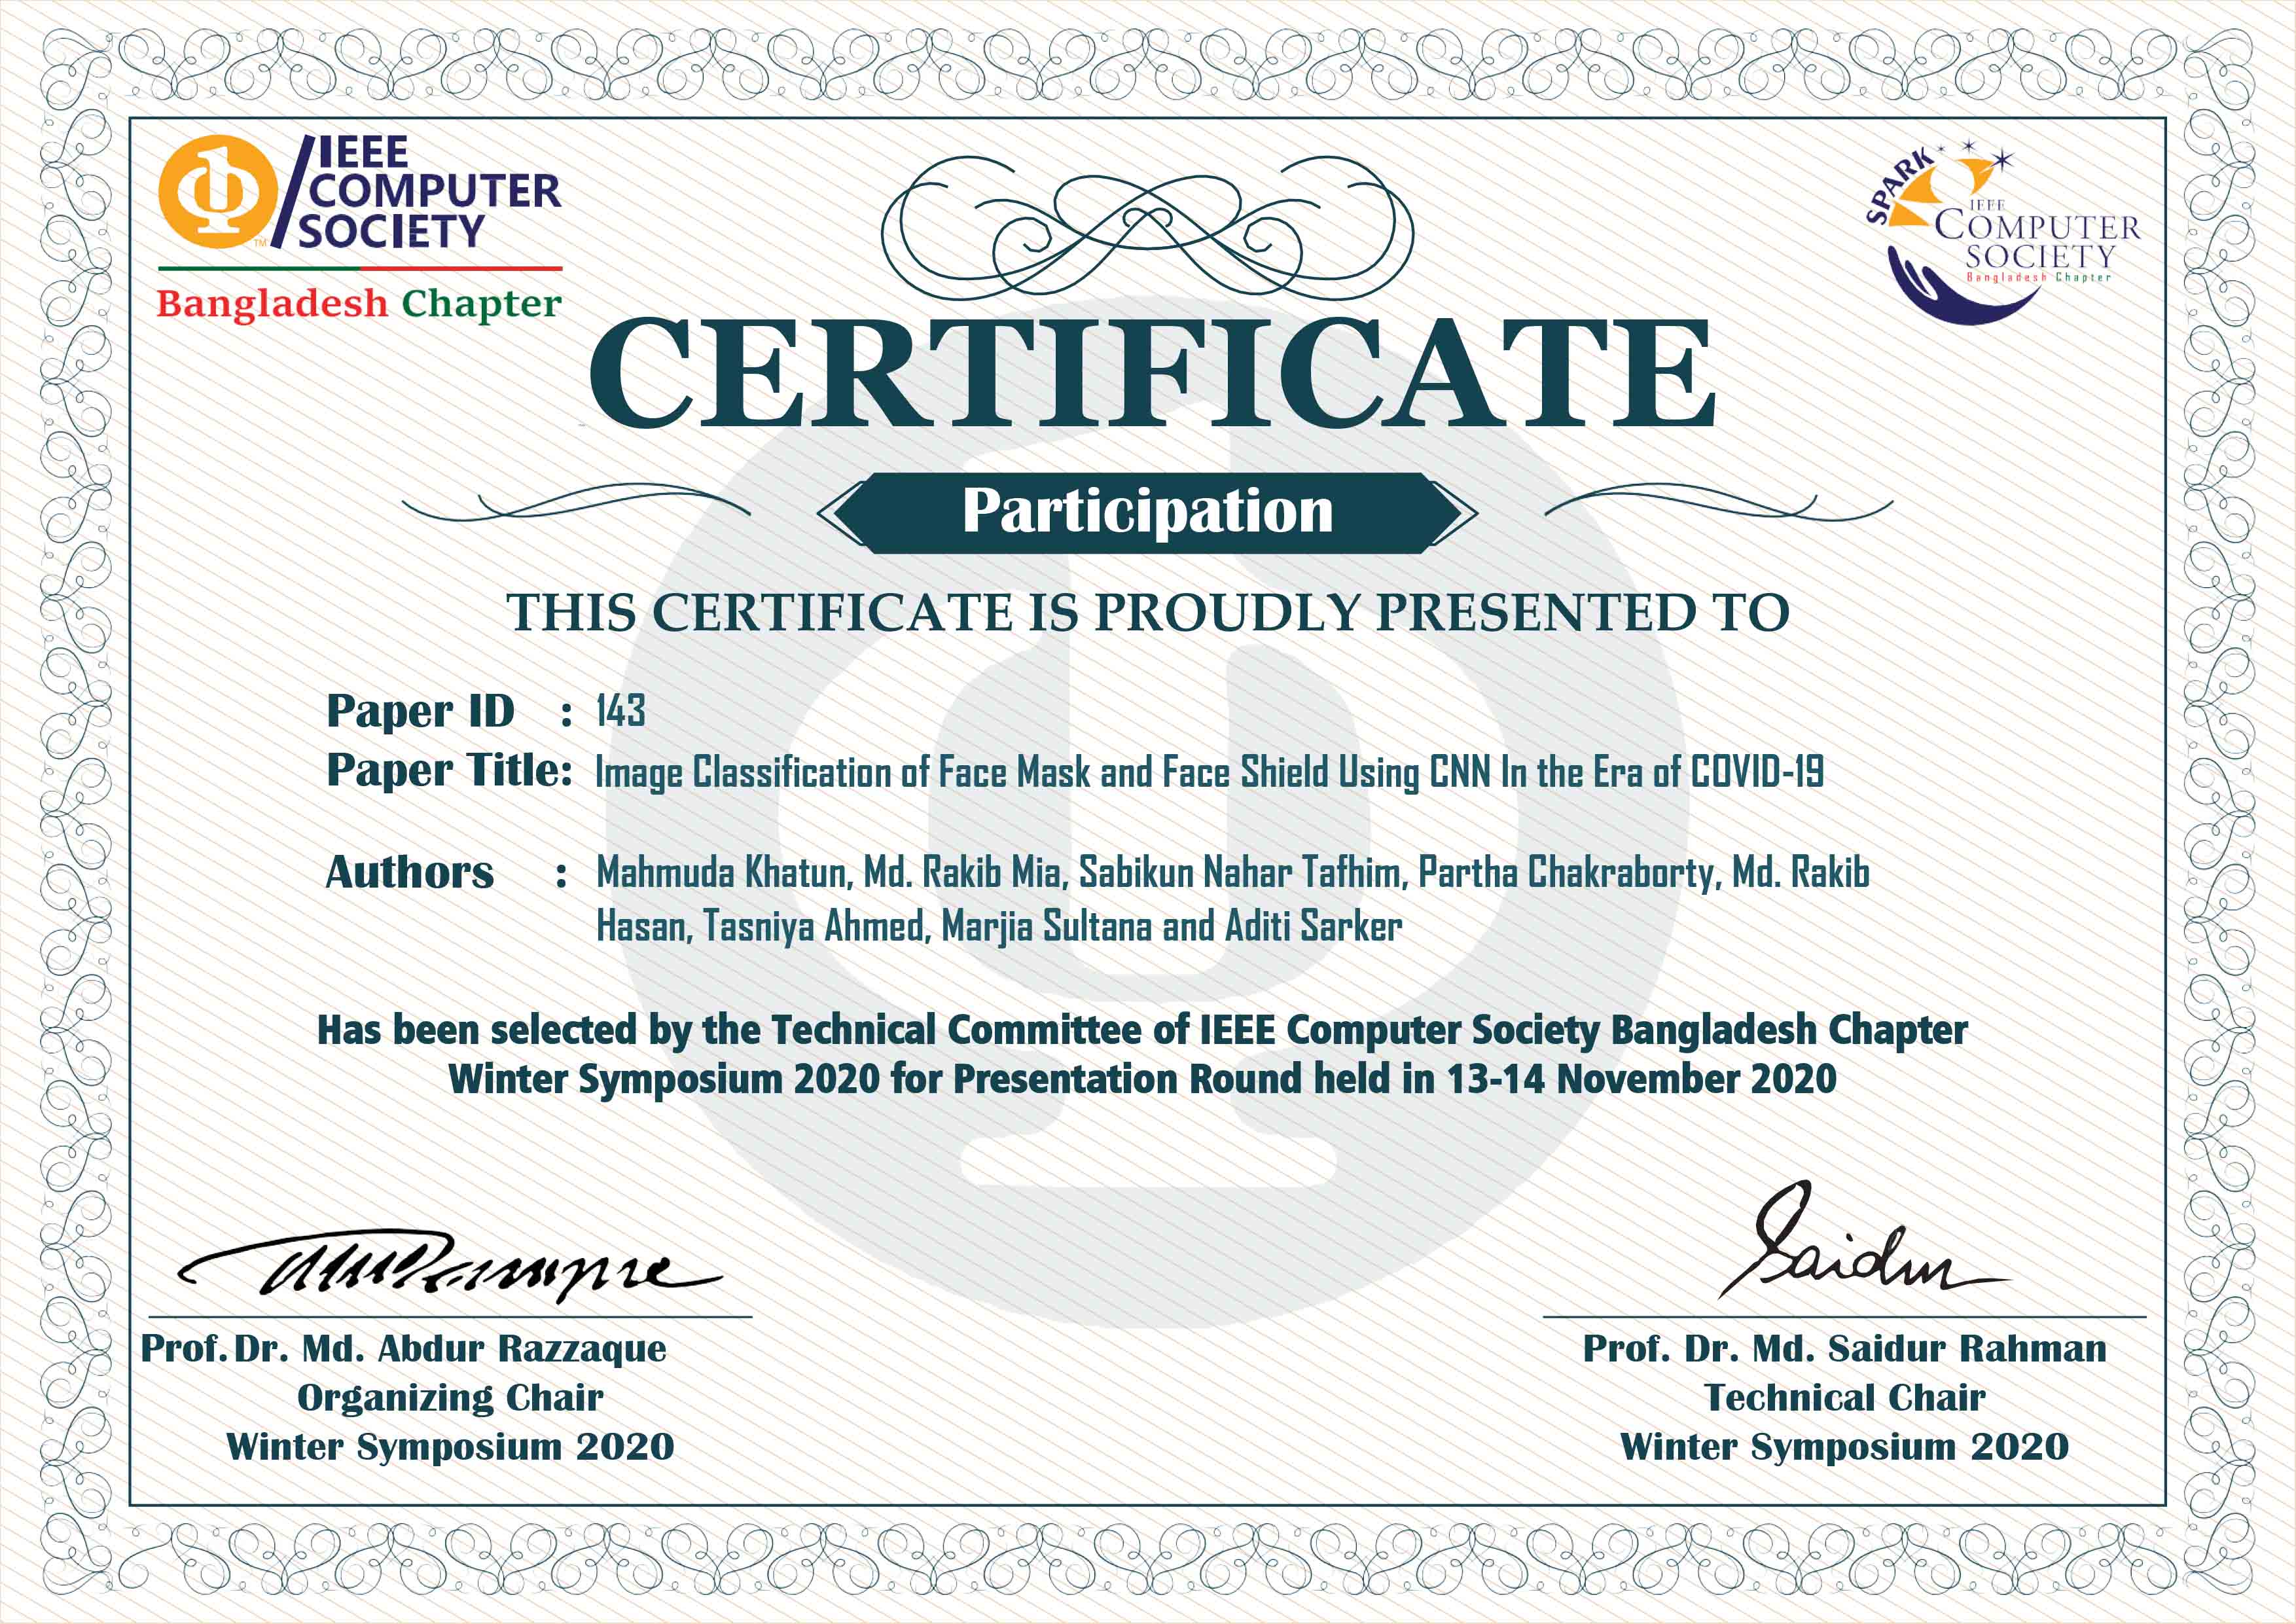 IEEE
COMPUTER
SOCIETY
TM
Bangladesh Chapter
SPARK
IEEE
COMPUTER
SOCIETY
Bangladesh Chapter
CERTIFICATE
Participation
THIS CERTIFICATE IS PROUDLY PRESENTED TO
Paper ID : 143
Paper Title: Image Classification of Face Mask and Face Shield Using CNN In the Era of COVID-19
Authors : Mahmuda Khatun, Md. Rakib Mia, Sabikun Nahar Tafhim, Partha Chakraborty, Md. Rakib
Hasan, Tasniya Ahmed, Marjia Sultana and Aditi Sarker
Has been selected by the Technical Committee of IEEE Computer Society Bangladesh Chapter
Winter Symposium 2020 for Presentation Round held in 13-14 November 2020
Prof. Dr. Md. Abdur Razzaque
Organizing Chair
Winter Symposium 2020
Saidur
Prof. Dr. Md. Saidur Rahman
Technical Chair
Winter Symposium 2020